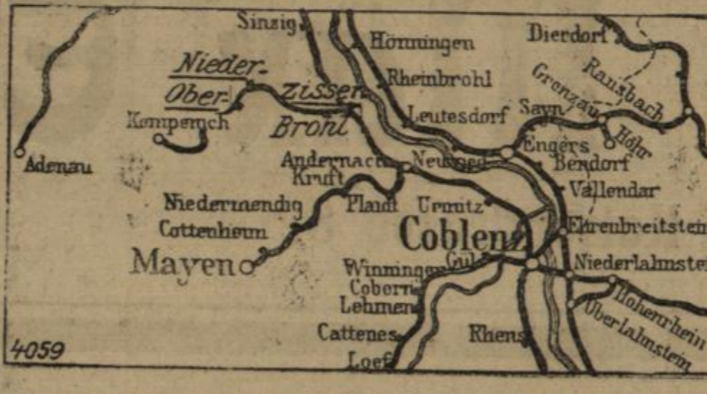 Sinzig
Hönningen
Dierdorf
Nieder-
Zissen
Rheinbrohl
Grenzau
Ransbach
Ober-
Leutesdorf
Sayn
Kempenich
Brohl
Höhr
Engers
Adenau
Andernach
Neuwied
Bendorf
Kruft
Vallendar
Niedermendig
Plaidt
Urmitz
Cottenheim
Coblenz
Ehrenbreitstein
Mayen
Winningen
Güls
Niederlahnstein
Cobern
Lehmen
Hohenrhein
Oberlahnstein
Cattenes
Rhens
Loef
4059